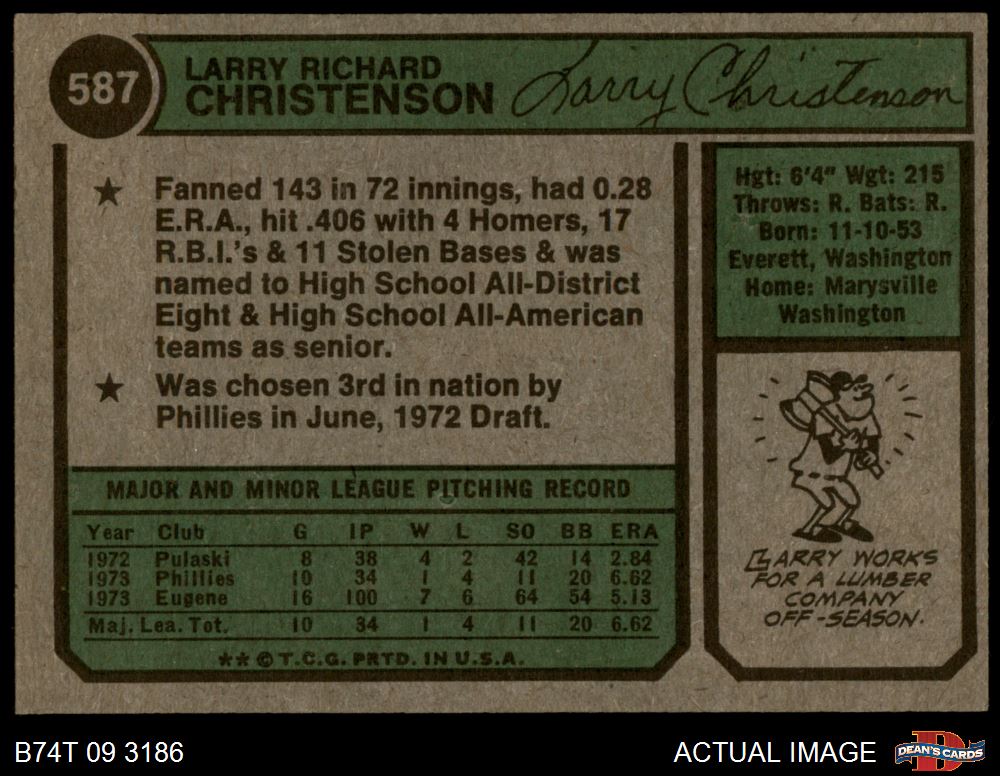 587
LARRY RICHARD
CHRISTENSON
Larry Christenson
★ Fanned 143 in 72 innings, had 0.28
E.R.A., hit .406 with 4 Homers, 17
R.B.I.'s & 11 Stolen Bases & was
named to High School All-District
Eight & High School All-American
teams as senior.
★ Was chosen 3rd in nation by
Phillies in June, 1972 Draft.
Hgt: 6'4" Wgt: 215
Throws: R. Bats: R.
Born: 11-10-53
Everett, Washington
Home: Marysville
Washington
MAJOR AND MINOR LEAGUE PITCHING RECORD
Year Club G IP W L SO BB ERA
1972 Pulaski 8 38 4 2 42 14 2.84
1973 Phillies 10 34 1 4 11 20 6.62
1973 Eugene 16 100 7 6 64 54 5.13
Maj. Lea. Tot. 10 34 1 4 11 20 6.62
** © T.C.G. PRTD. IN U.S.A.
LARRY WORKS
FOR A LUMBER
COMPANY
OFF-SEASON.
B74T 09 3186
ACTUAL IMAGE
D
DEAN'S CARDS